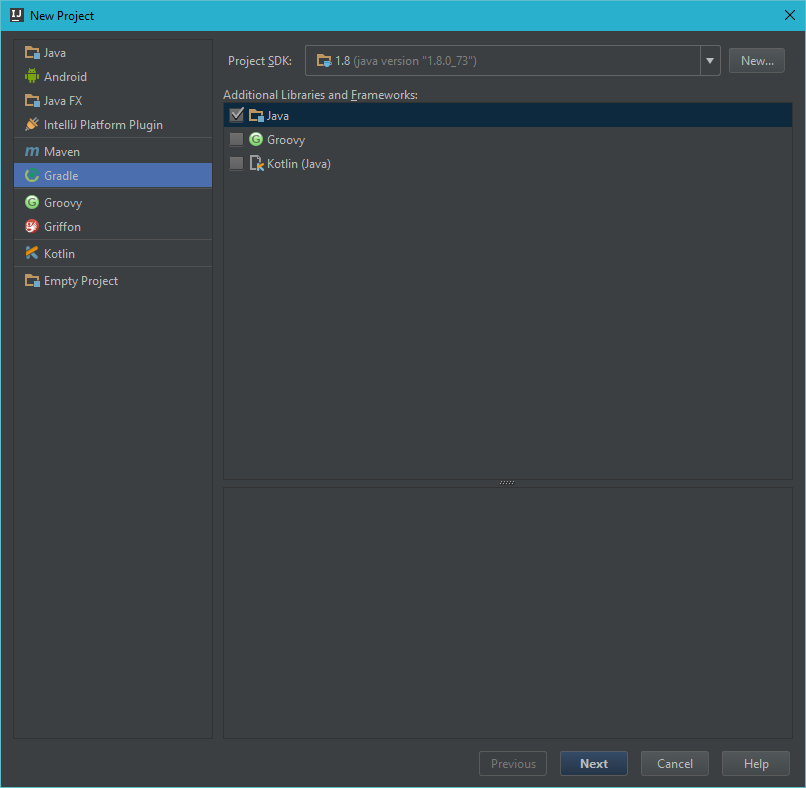 New Project
Java
Android
Java FX
IntelliJ Platform Plugin
Maven
Gradle
Groovy
Griffon
Kotlin
Empty Project
Project SDK: 1.8 (java version "1.8.0_73") New...
Additional Libraries and Frameworks:
Java
Groovy
Kotlin (Java)
Previous Next Cancel Help